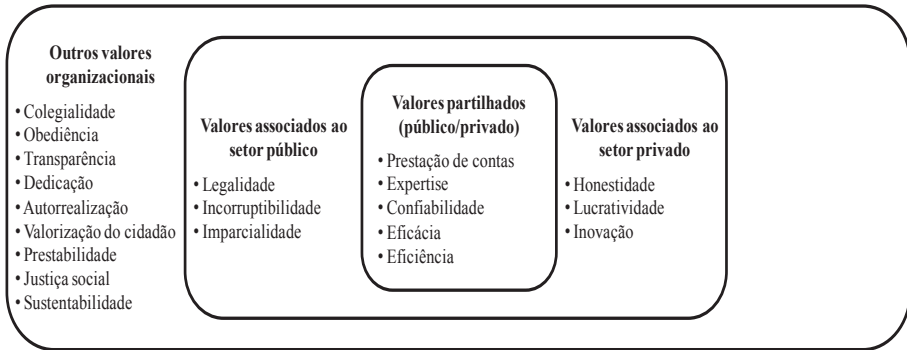 Outros valores
organizacionais
• Colegialidade
• Obediência
• Transparência
• Dedicação
• Autorrealização
• Valorização do cidadão
• Prestabilidade
• Justiça social
• Sustentabilidade
Valores associados ao
setor público
• Legalidade
• Incorruptibilidade
• Imparcialidade
Valores partilhados
(público/privado)
• Prestação de contas
• Expertise
• Confiabilidade
• Eficácia
• Eficiência
Valores associados ao
setor privado
• Honestidade
• Lucratividade
• Inovação